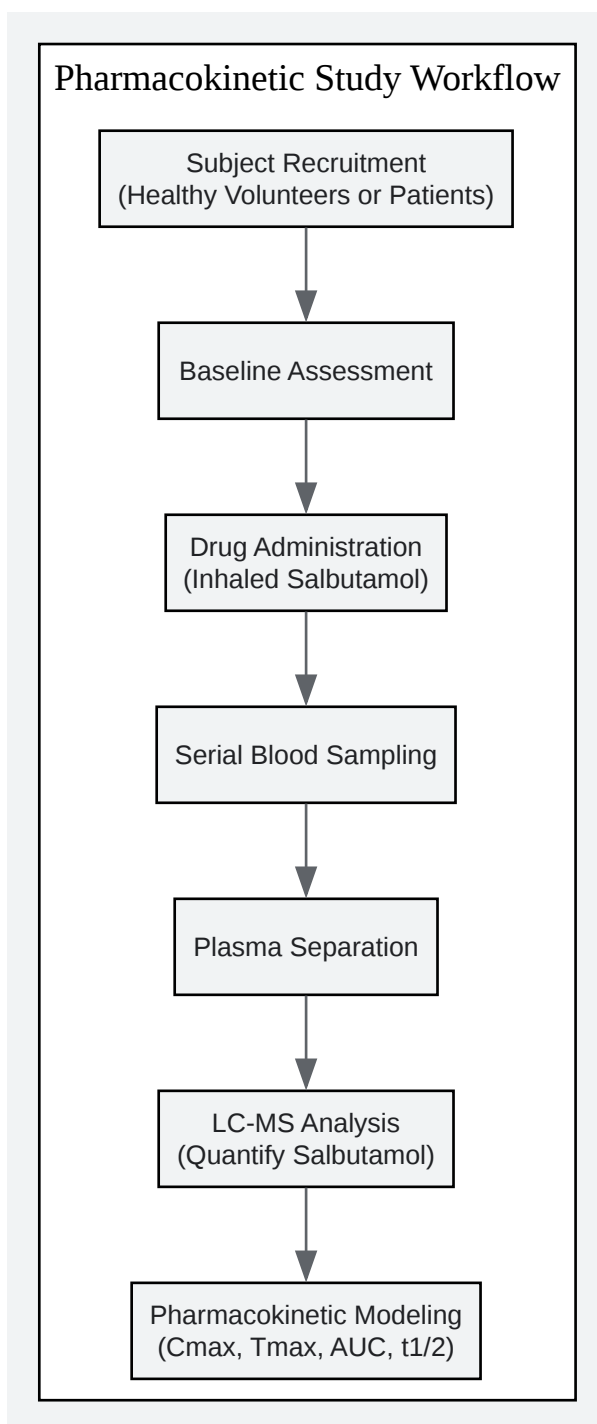 Pharmacokinetic Study Workflow
Subject Recruitment
(Healthy Volunteers or Patients)
Baseline Assessment
Drug Administration
(Inhaled Salbutamol)
Serial Blood Sampling
Plasma Separation
LC-MS Analysis
(Quantify Salbutamol)
Pharmacokinetic Modeling
(Cmax, Tmax, AUC, t1/2)